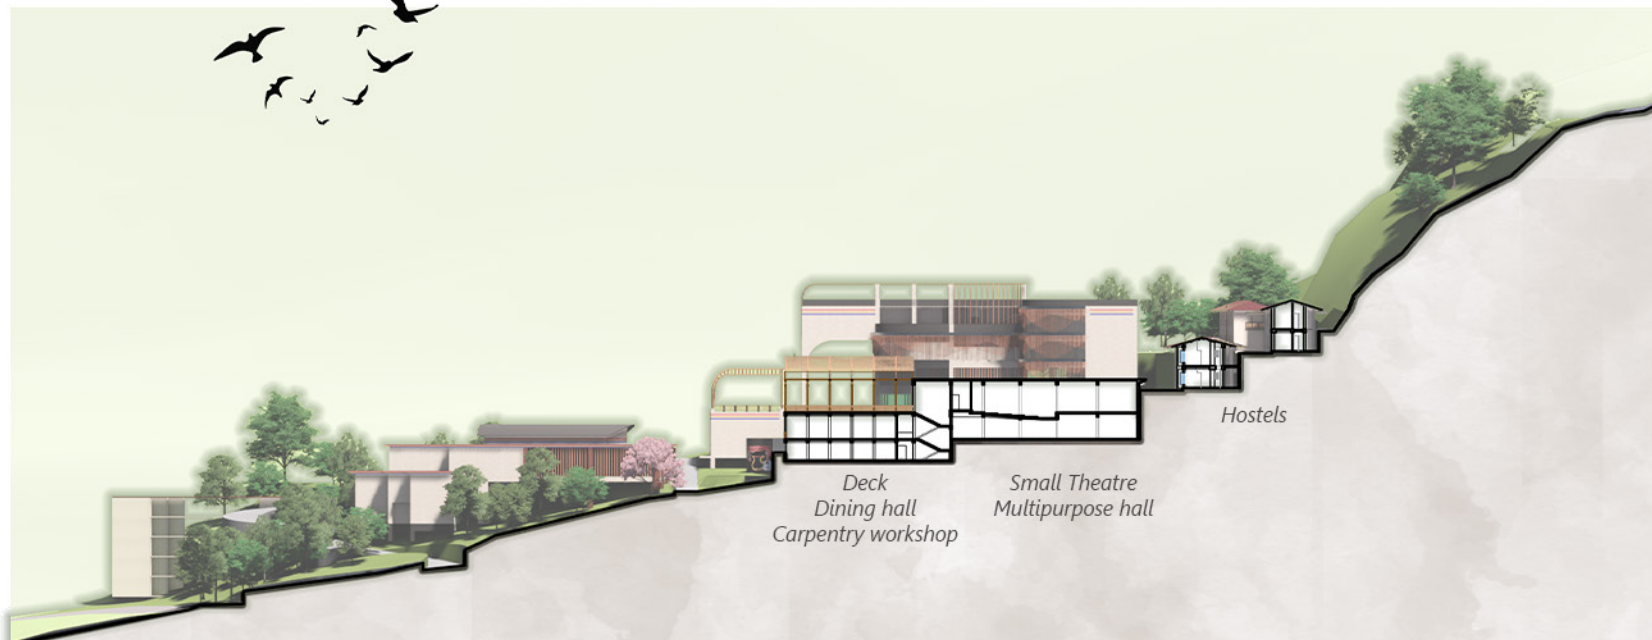 Hostels
Deck
Dining hall
Carpentry workshop
Small Theatre
Multipurpose hall